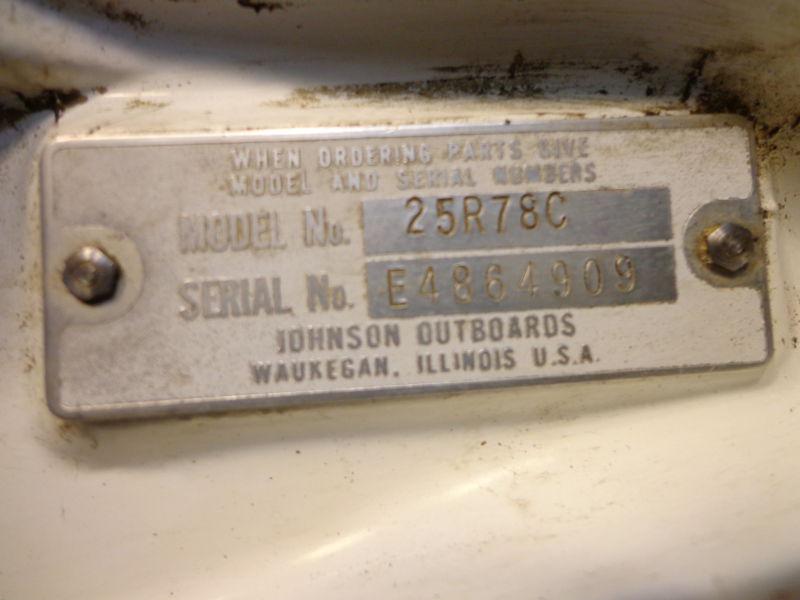 WHEN ORDERING PARTS GIVE
MODEL AND SERIAL NUMBERS
MODEL No. 25R78C
SERIAL No. E4864909
JOHNSON OUTBOARDS
WAUKEGAN, ILLINOIS U.S.A.